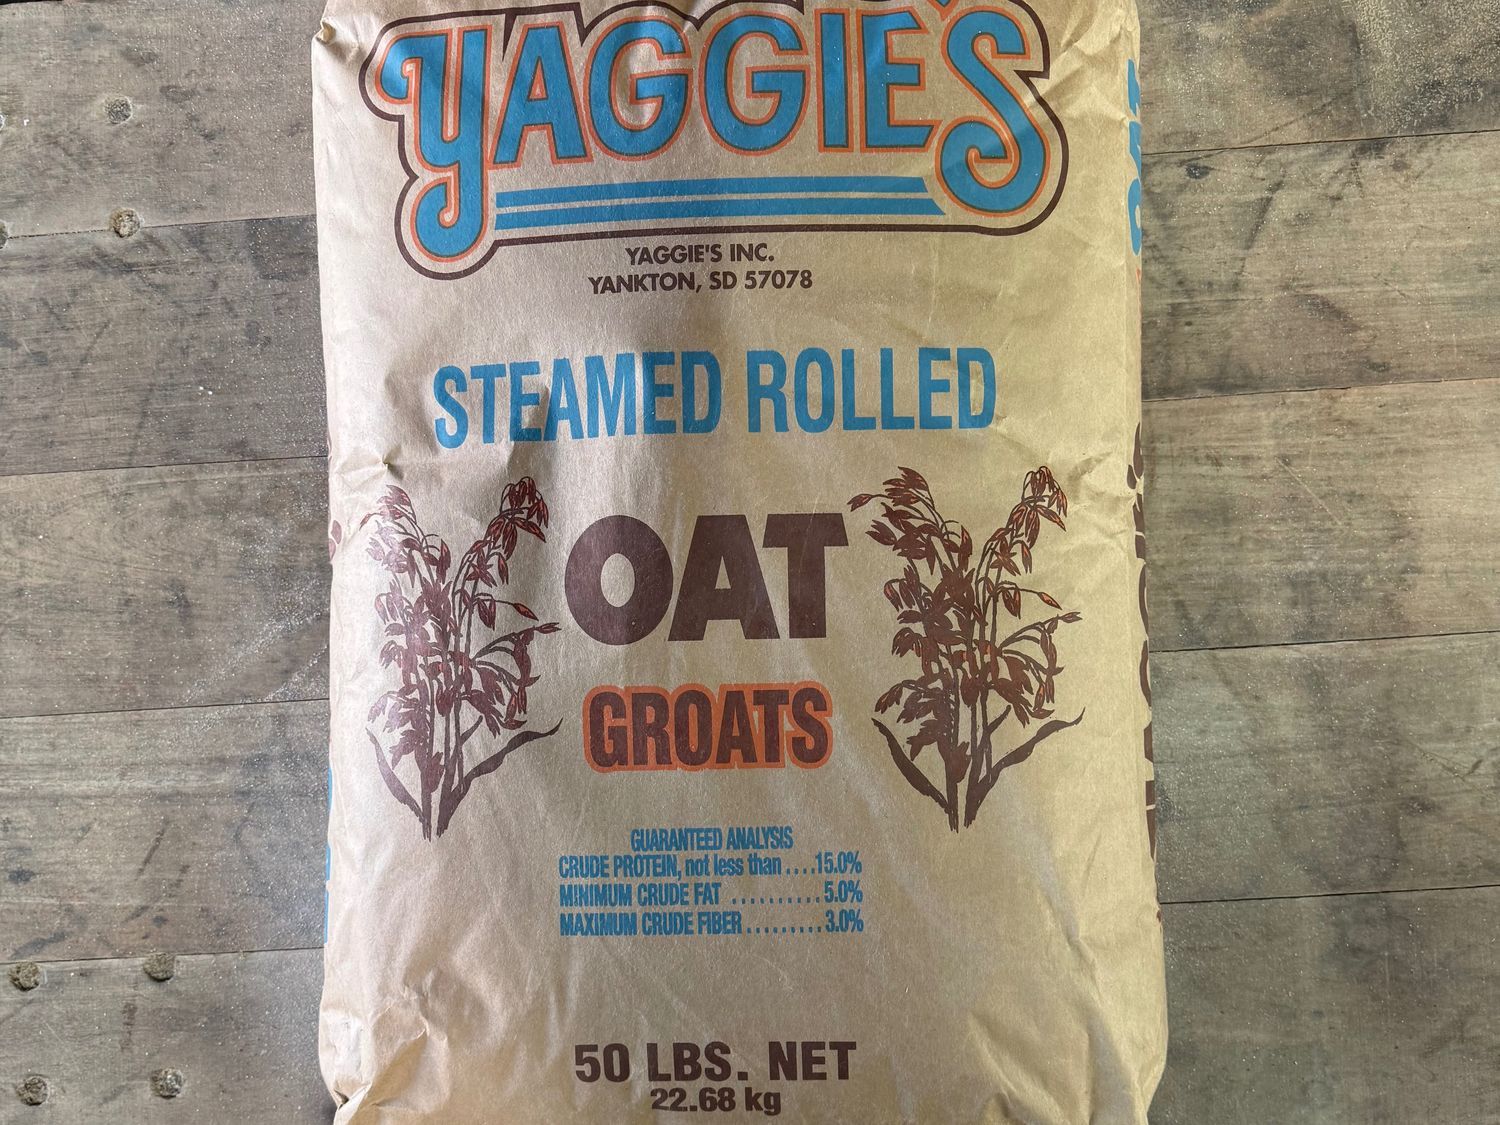 YAGGIE'S
YAGGIE'S INC.
YANKTON, SD 57078
STEAMED ROLLED
OAT
GROATS
GUARANTEED ANALYSIS
CRUDE PROTEIN, not less than ....15.0%
MINIMUM CRUDE FAT ..........5.0%
MAXIMUM CRUDE FIBER .........3.0%
50 LBS. NET
22.68 kg